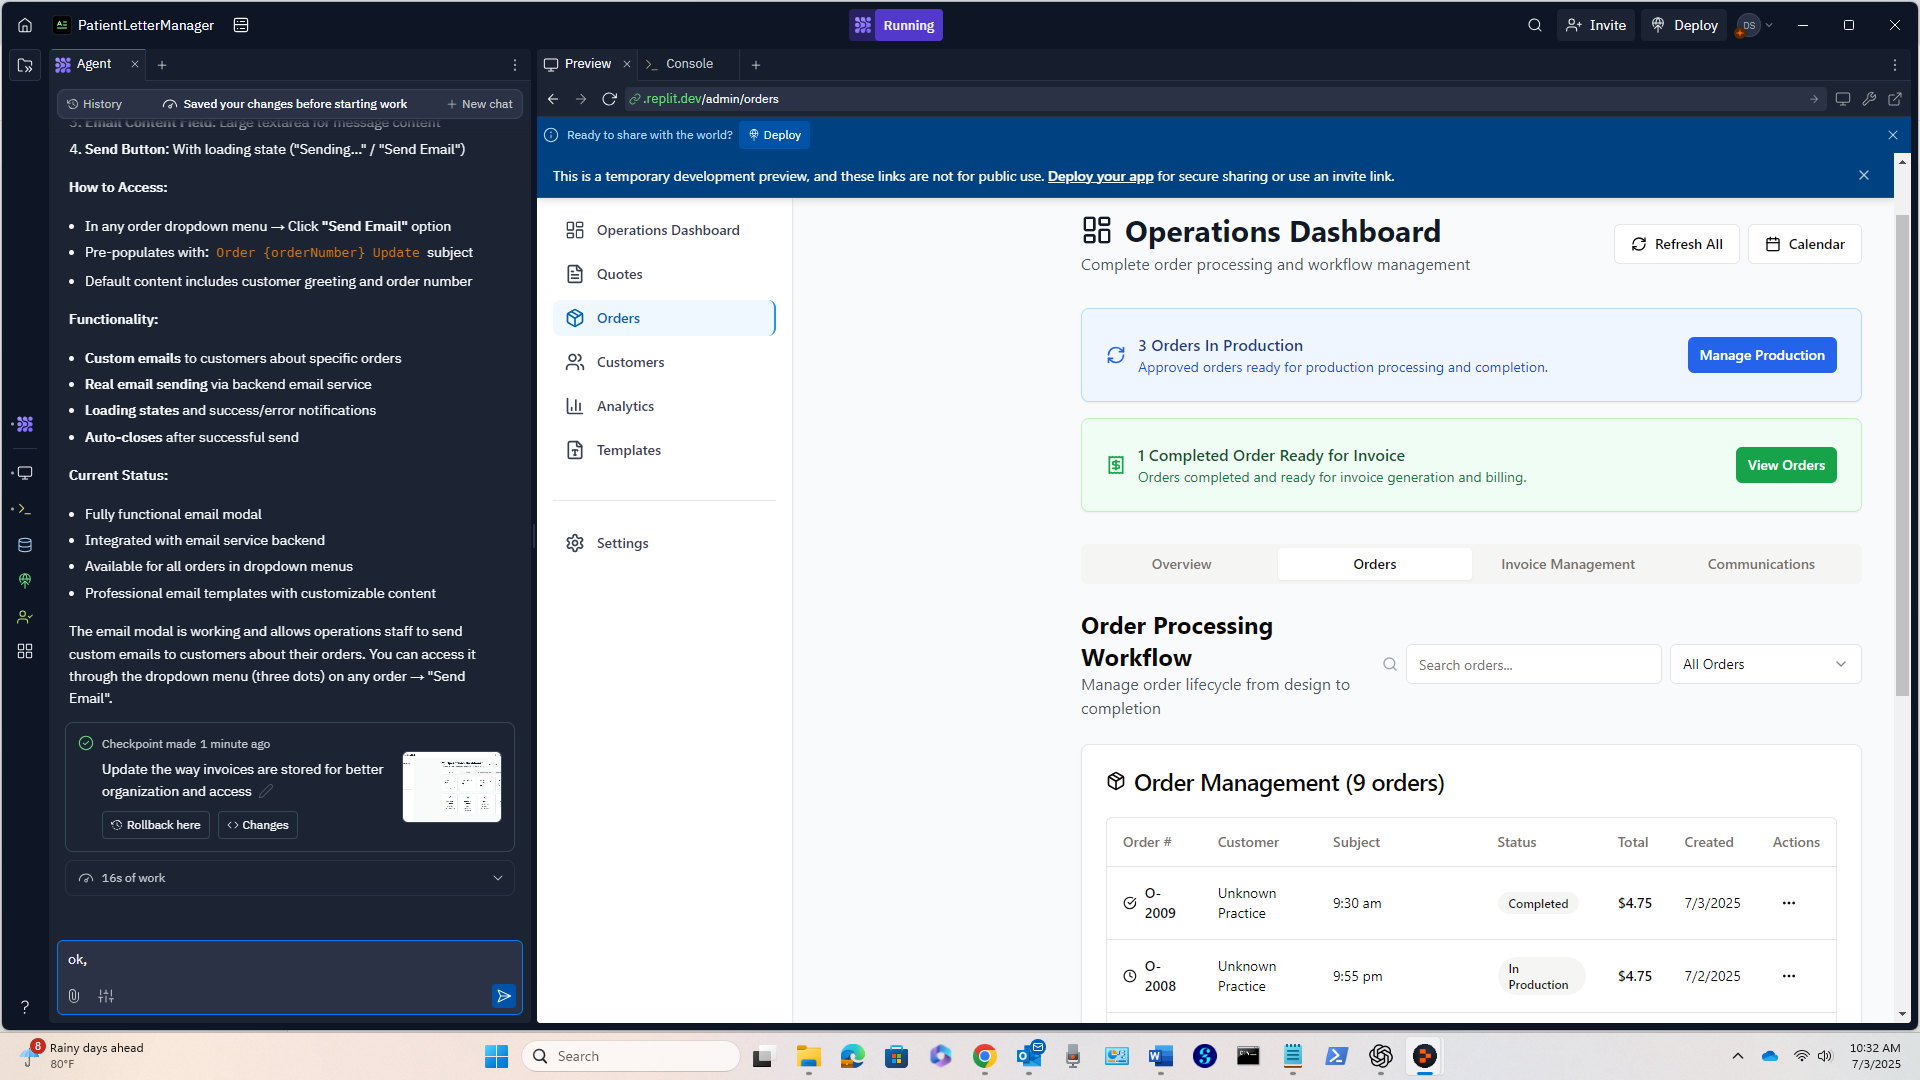 PatientLetterManager
Running
Invite
Deploy
DS
Agent
Preview
Console
History
Saved your changes before starting work
New chat
.replit.dev/admin/orders
3. Email Content Field: Large textarea for message content
4. Send Button: With loading state ("Sending..." / "Send Email")
How to Access:
In any order dropdown menu → Click "Send Email" option
Pre-populates with: Order {orderNumber} Update subject
Default content includes customer greeting and order number
Functionality:
Custom emails to customers about specific orders
Real email sending via backend email service
Loading states and success/error notifications
Auto-closes after successful send
Current Status:
Fully functional email modal
Integrated with email service backend
Available for all orders in dropdown menus
Professional email templates with customizable content
The email modal is working and allows operations staff to send
custom emails to customers about their orders. You can access it
through the dropdown menu (three dots) on any order → "Send
Email".
Checkpoint made 1 minute ago
Update the way invoices are stored for better
organization and access
Rollback here
Changes
16s of work
ok,
?
Ready to share with the world?
Deploy
This is a temporary development preview, and these links are not for public use. Deploy your app for secure sharing or use an invite link.
Operations Dashboard
Quotes
Orders
Customers
Analytics
Templates
Settings
Operations Dashboard
Complete order processing and workflow management
Refresh All
Calendar
3 Orders In Production
Approved orders ready for production processing and completion.
Manage Production
1 Completed Order Ready for Invoice
Orders completed and ready for invoice generation and billing.
View Orders
Overview
Orders
Invoice Management
Communications
Order Processing
Workflow
Manage order lifecycle from design to
completion
Search orders...
All Orders
Order Management (9 orders)
Order # Customer Subject Status Total Created Actions
O-
2009
Unknown
Practice
9:30 am
Completed
$4.75
7/3/2025
O-
2008
Unknown
Practice
9:55 pm
In
Production
$4.75
7/2/2025
8
Rainy days ahead
80°F
Search
10:32 AM
7/3/2025